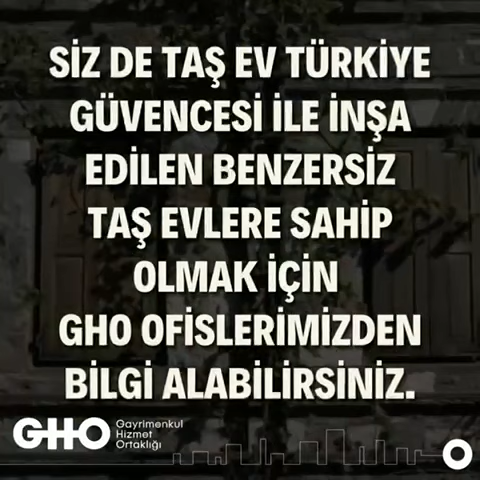 SİZ DE TAŞ EV TÜRKİYE
GÜVENCESİ İLE İNŞA
EDİLEN BENZERSİZ
TAŞ EVLERE SAHİP
OLMAK İÇİN
GHO OFİSLERİMİZDEN
BİLGİ ALABİLİRSİNİZ.
GHO
Gayrimenkul
Hizmet
Ortaklığı